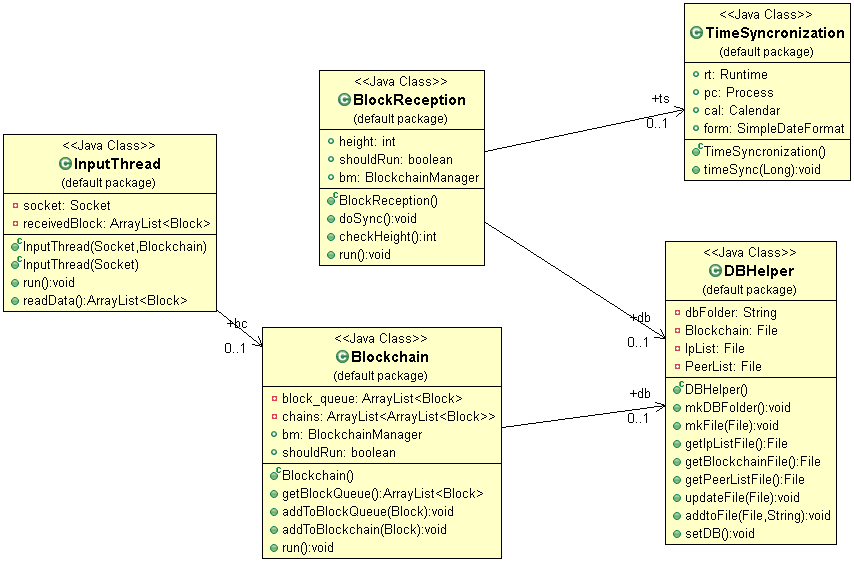 <<Java Class>>
TimeSyncronization
(default package)
rt: Runtime
pc: Process
cal: Calendar
form: SimpleDateFormat
TimeSyncronization()
timeSync(Long):void
<<Java Class>>
BlockReception
(default package)
height: int
shouldRun: boolean
bm: BlockchainManager
BlockReception()
doSync():void
checkHeight():int
run():void
+ts
0..1
<<Java Class>>
InputThread
(default package)
socket: Socket
receivedBlock: ArrayList<Block>
InputThread(Socket,Blockchain)
InputThread(Socket)
run():void
readData():ArrayList<Block>
+bc
0..1
<<Java Class>>
DBHelper
(default package)
dbFolder: String
Blockchain: File
IpList: File
PeerList: File
DBHelper()
mkDBFolder():void
mkFile(File):void
getIpListFile():File
getBlockchainFile():File
getPeerListFile():File
updateFile(File):void
addtoFile(File,String):void
setDB():void
+db
0..1
<<Java Class>>
Blockchain
(default package)
block_queue: ArrayList<Block>
chains: ArrayList<ArrayList<Block>>
bm: BlockchainManager
shouldRun: boolean
Blockchain()
getBlockQueue():ArrayList<Block>
addToBlockQueue(Block):void
addToBlockchain(Block):void
run():void
+db
0..1